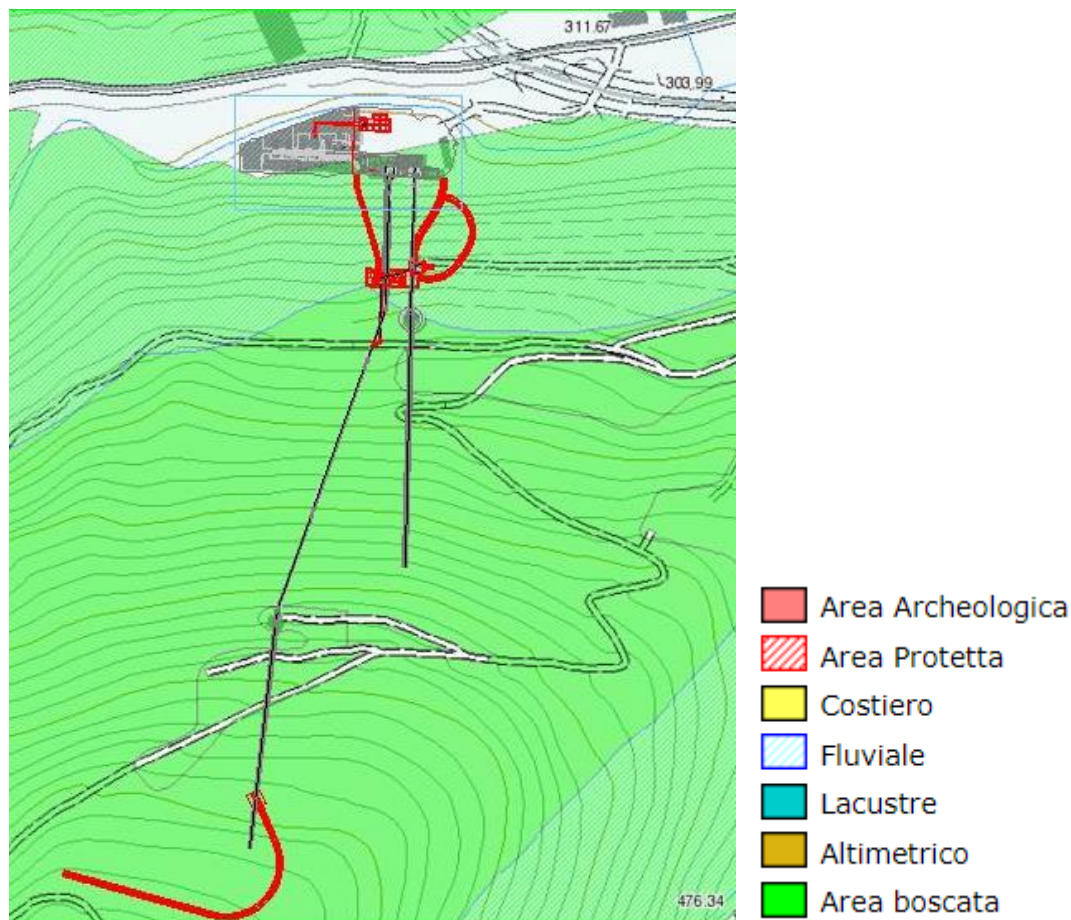 311.67
303.99
476.34
Area Archeologica
Area Protetta
Costiero
Fluviale
Lacustre
Altimetrico
Area boscata